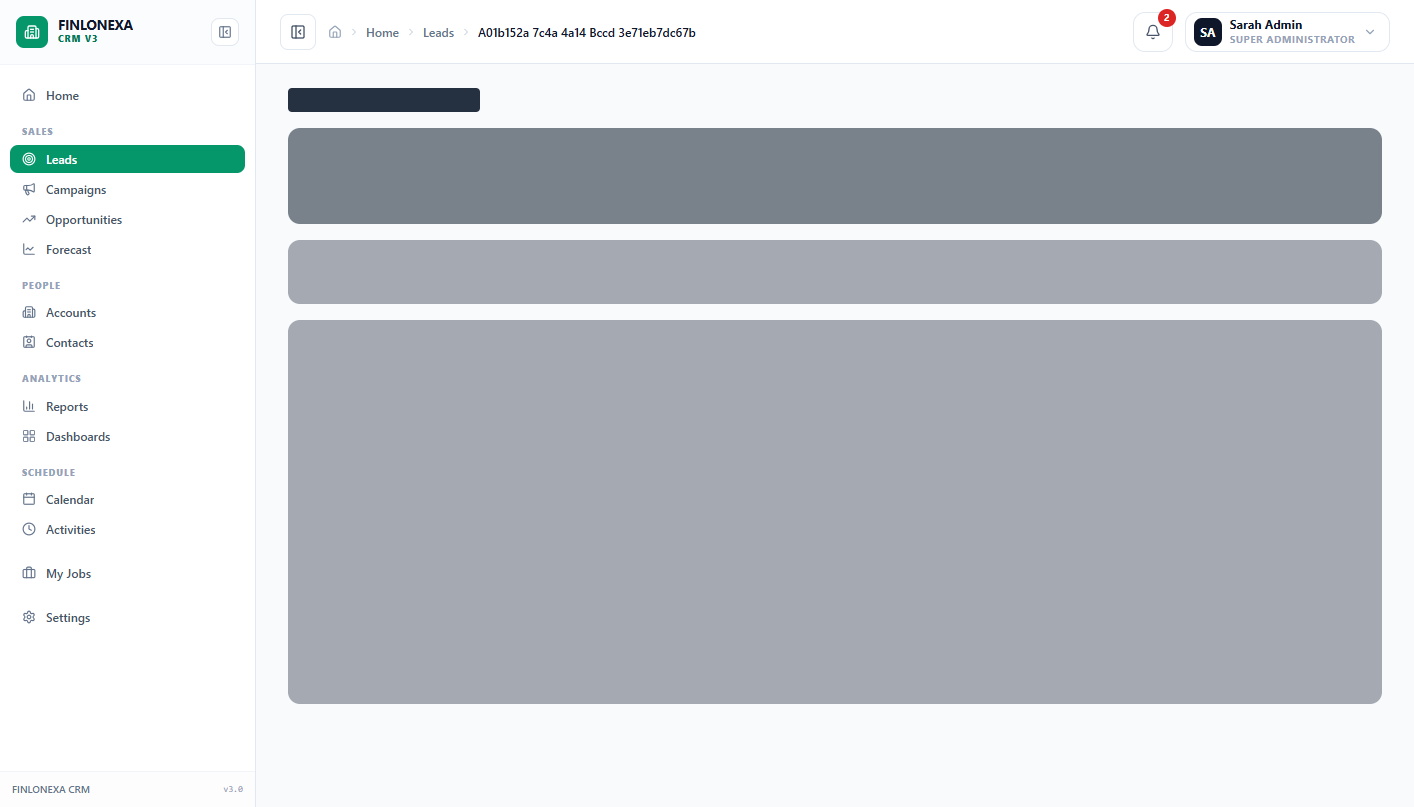 FINLONEXA
CRM V3
Home
SALES
Leads
Campaigns
Opportunities
Forecast
PEOPLE
Accounts
Contacts
ANALYTICS
Reports
Dashboards
SCHEDULE
Calendar
Activities
My Jobs
Settings
FINLONEXA CRM v3.0
Home Leads A01b152a 7c4a 4a14 Bccd 3e71eb7dc67b
2
SA
Sarah Admin
SUPER ADMINISTRATOR